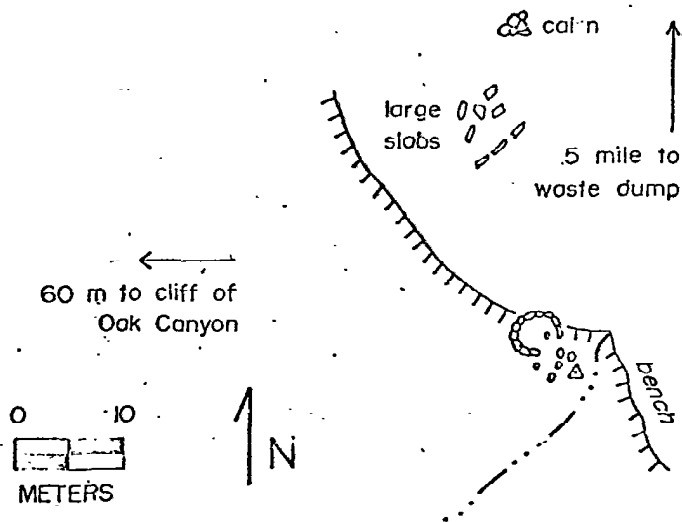 cairn
large
slabs
.5 mile to
waste dump
60 m to cliff of
Oak Canyon
bench
0 10
N
METERS